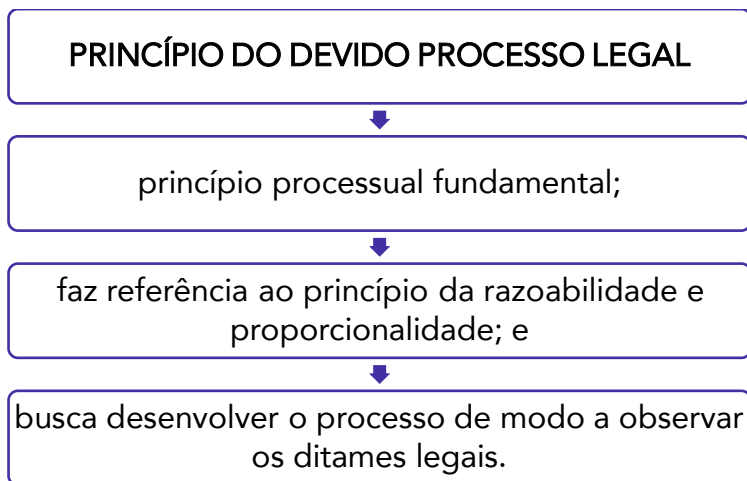 PRINCÍPIO DO DEVIDO PROCESSO LEGAL
princípio processual fundamental;
faz referência ao princípio da razoabilidade e
proporcionalidade; e
busca desenvolver o processo de modo a observar
os ditames legais.